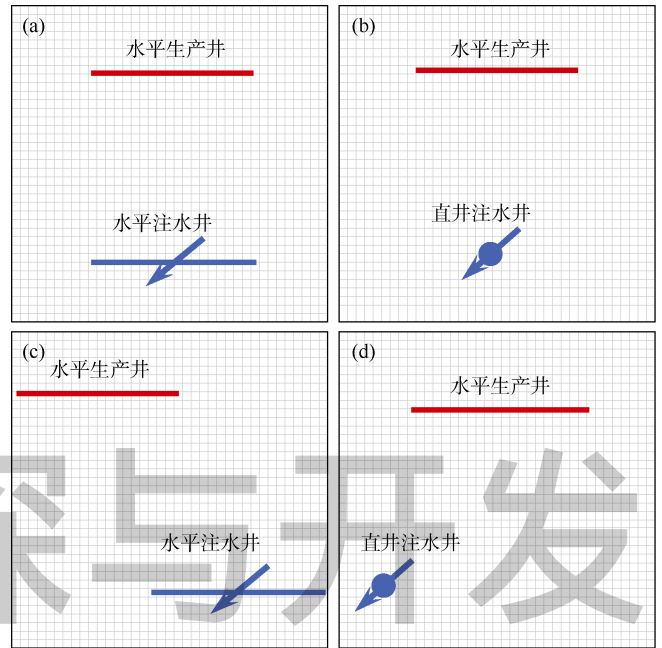 (a)
水平生产井
水平注水井
(b)
水平生产井
直井注水井
(c)
水平生产井
水平注水井
(d)
水平生产井
直井注水井
探与开发